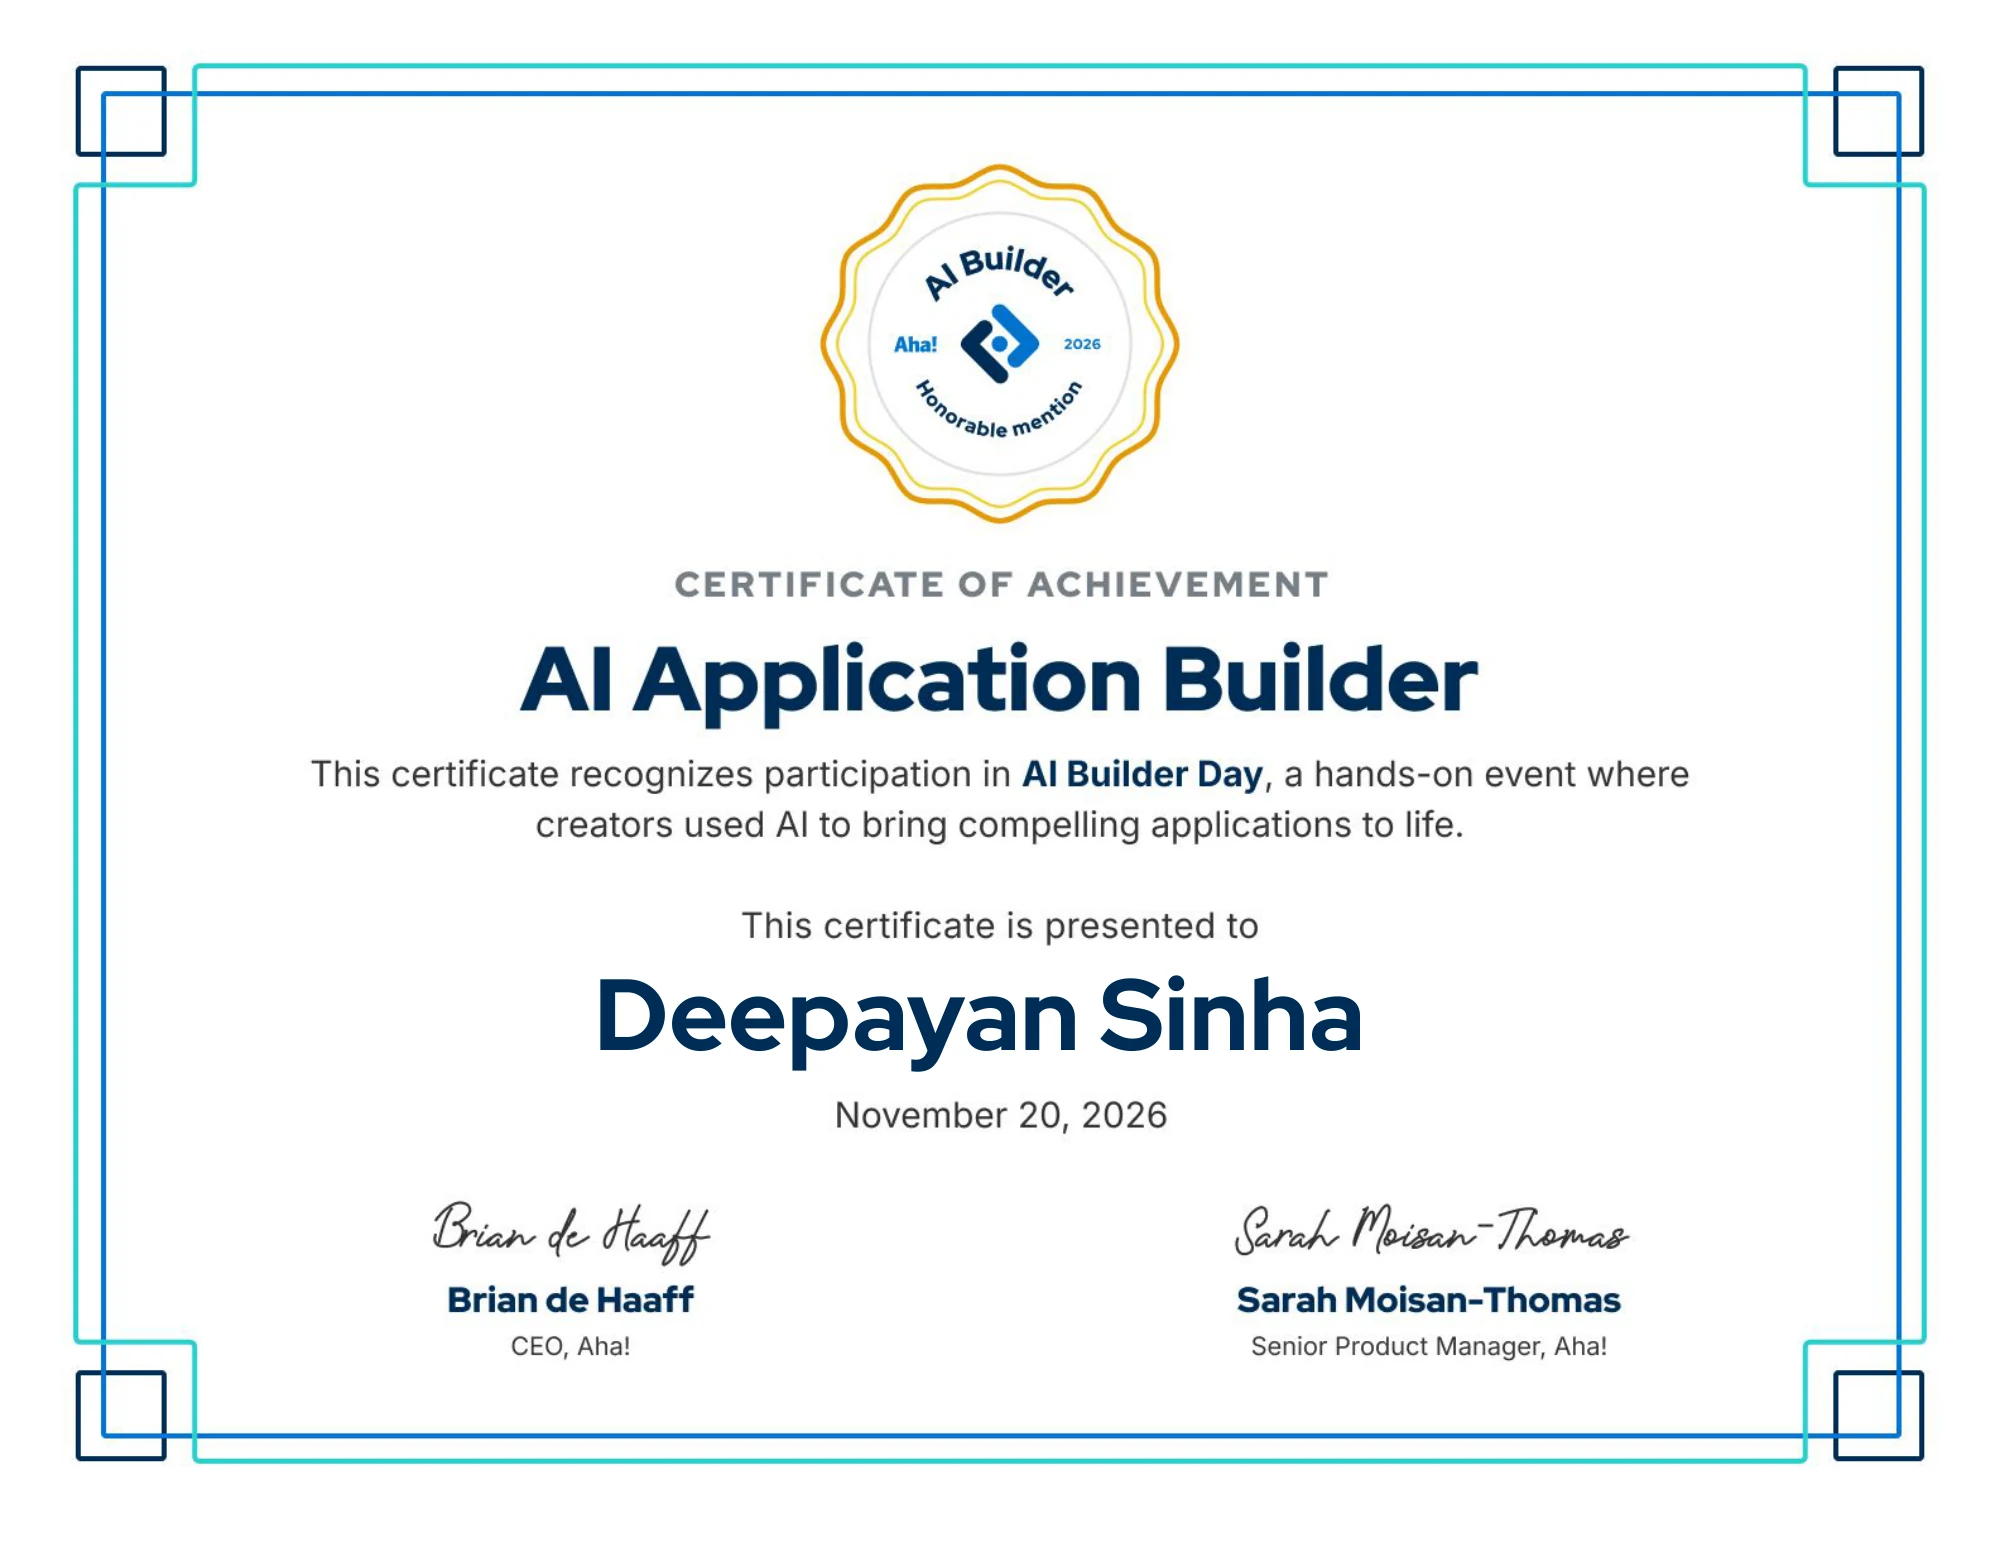 AI Builder
Aha!
2026
Honorable mention
CERTIFICATE OF ACHIEVEMENT
AI Application Builder
This certificate recognizes participation in AI Builder Day, a hands-on event where
creators used AI to bring compelling applications to life.
This certificate is presented to
Deepayan Sinha
November 20, 2026
Brian de Haaff
Sarah Moisan-Thomas
Brian de Haaff
Sarah Moisan-Thomas
CEO, Aha!
Senior Product Manager, Aha!